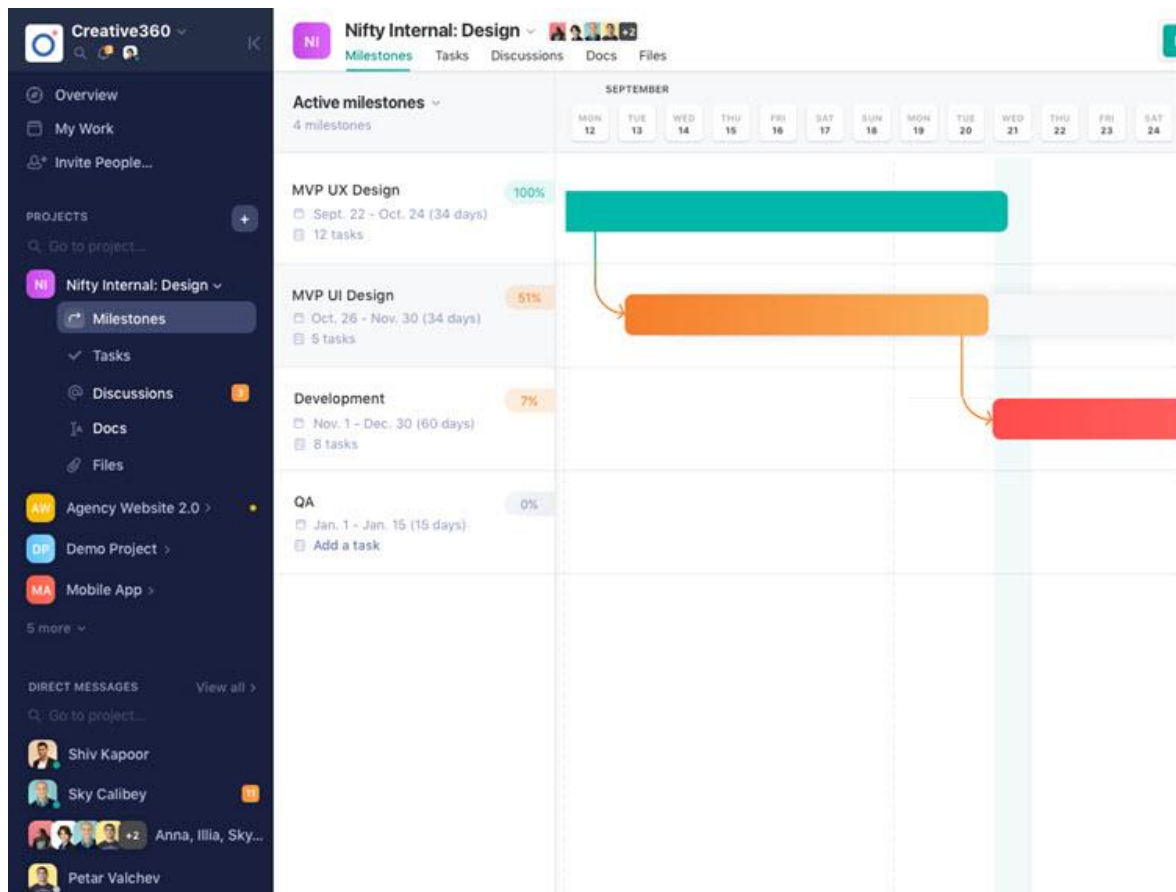 Creative360
Overview
My Work
Invite People...
PROJECTS
+
Go to project...
NI Nifty Internal: Design
Milestones
Tasks
Discussions 3
Docs
Files
AW Agency Website 2.0
DP Demo Project
MA Mobile App
5 more
DIRECT MESSAGES View all
Go to project...
Shiv Kapoor
Sky Calibey 11
+2 Anna, Illia, Sky...
Petar Valchev
NI Nifty Internal: Design +2
Milestones Tasks Discussions Docs Files
Active milestones
4 milestones
SEPTEMBER
MON TUE WED THU FRI SAT SUN MON TUE WED THU FRI SAT
12 13 14 15 16 17 18 19 20 21 22 23 24
MVP UX Design 100%
Sept. 22 - Oct. 24 (34 days)
12 tasks
MVP UI Design 51%
Oct. 26 - Nov. 30 (34 days)
5 tasks
Development 7%
Nov. 1 - Dec. 30 (60 days)
8 tasks
QA 0%
Jan. 1 - Jan. 15 (15 days)
Add a task